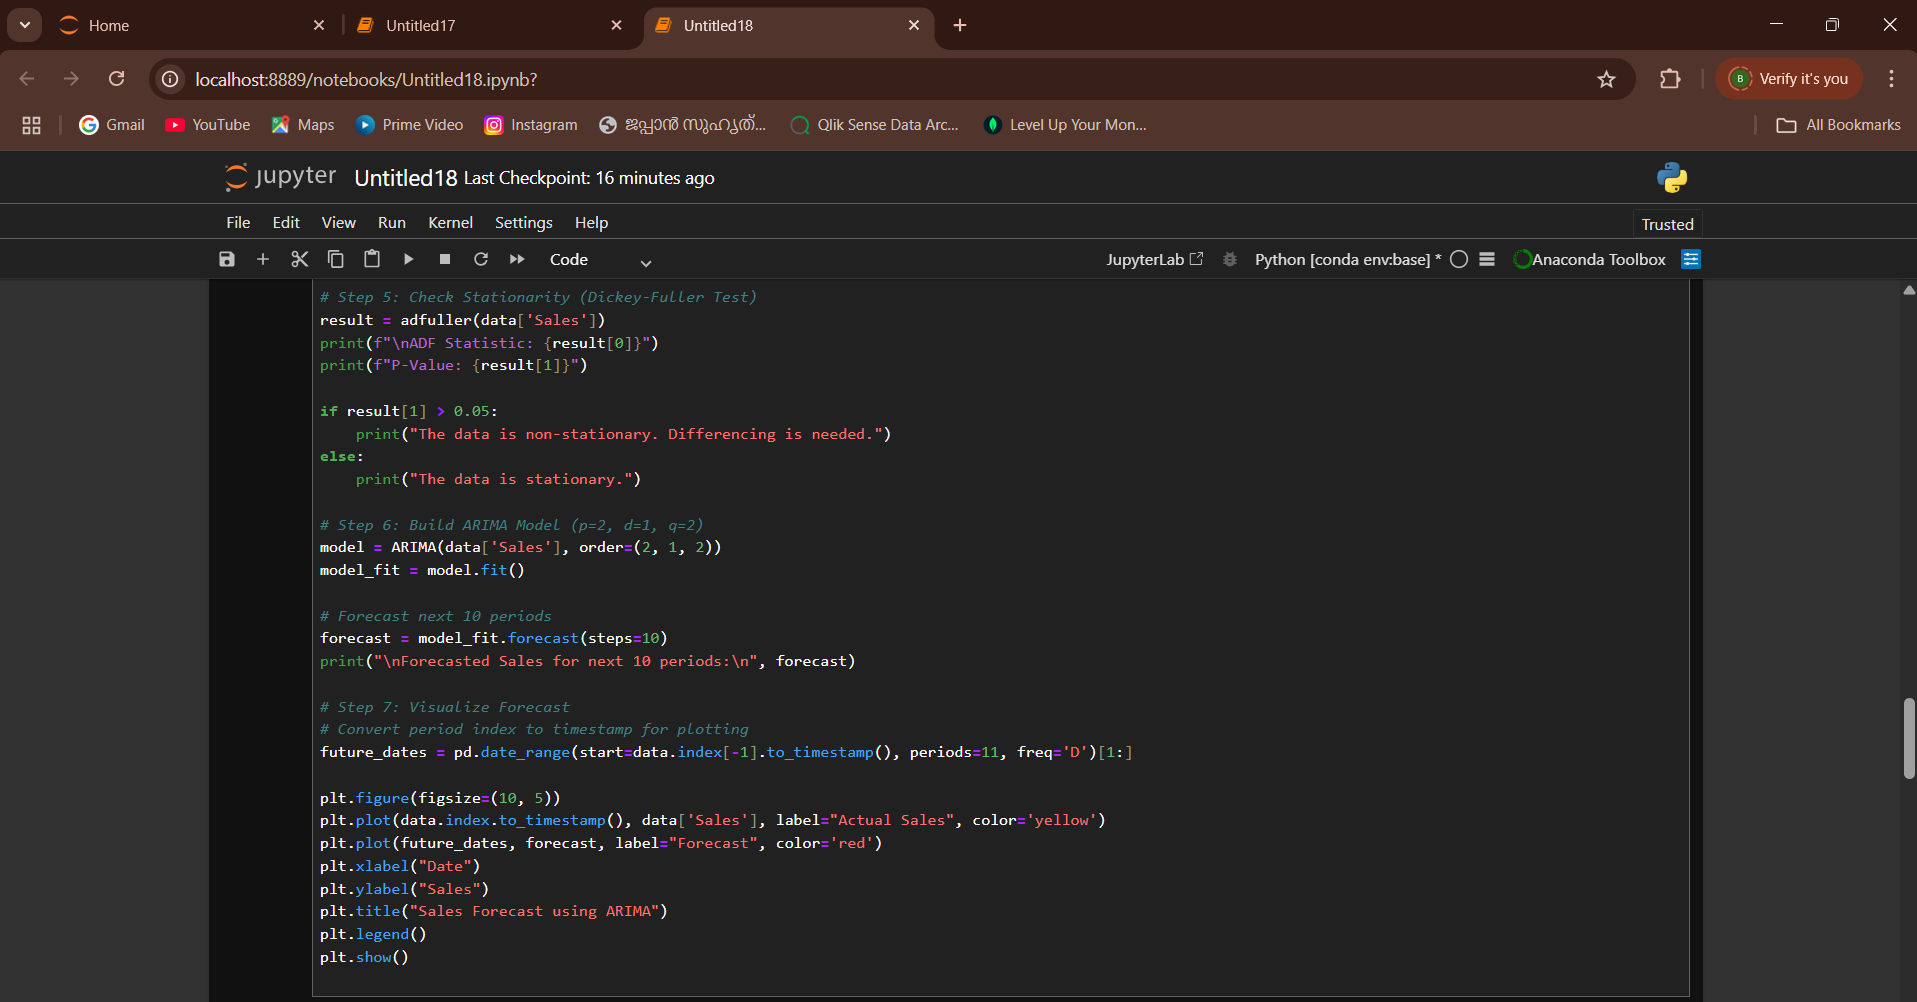 Home
Untitled17
Untitled18
localhost:8889/notebooks/Untitled18.ipynb?
B Verify it's you
Gmail YouTube Maps Prime Video Instagram ജപ്പാൻ സുഹൃത്... Qlik Sense Data Arc... Level Up Your Mon... All Bookmarks
jupyter Untitled18 Last Checkpoint: 16 minutes ago
File Edit View Run Kernel Settings Help Trusted
Code JupyterLab Python [conda env:base] * Anaconda Toolbox
# Step 5: Check Stationarity (Dickey-Fuller Test)
result = adfuller(data['Sales'])
print(f"\nADF Statistic: {result[0]}")
print(f"P-Value: {result[1]}")
if result[1] > 0.05:
    print("The data is non-stationary. Differencing is needed.")
else:
    print("The data is stationary.")
# Step 6: Build ARIMA Model (p=2, d=1, q=2)
model = ARIMA(data['Sales'], order=(2, 1, 2))
model_fit = model.fit()
# Forecast next 10 periods
forecast = model_fit.forecast(steps=10)
print("\nForecasted Sales for next 10 periods:\n", forecast)
# Step 7: Visualize Forecast
# Convert period index to timestamp for plotting
future_dates = pd.date_range(start=data.index[-1].to_timestamp(), periods=11, freq='D')[1:]
plt.figure(figsize=(10, 5))
plt.plot(data.index.to_timestamp(), data['Sales'], label="Actual Sales", color='yellow')
plt.plot(future_dates, forecast, label="Forecast", color='red')
plt.xlabel("Date")
plt.ylabel("Sales")
plt.title("Sales Forecast using ARIMA")
plt.legend()
plt.show()